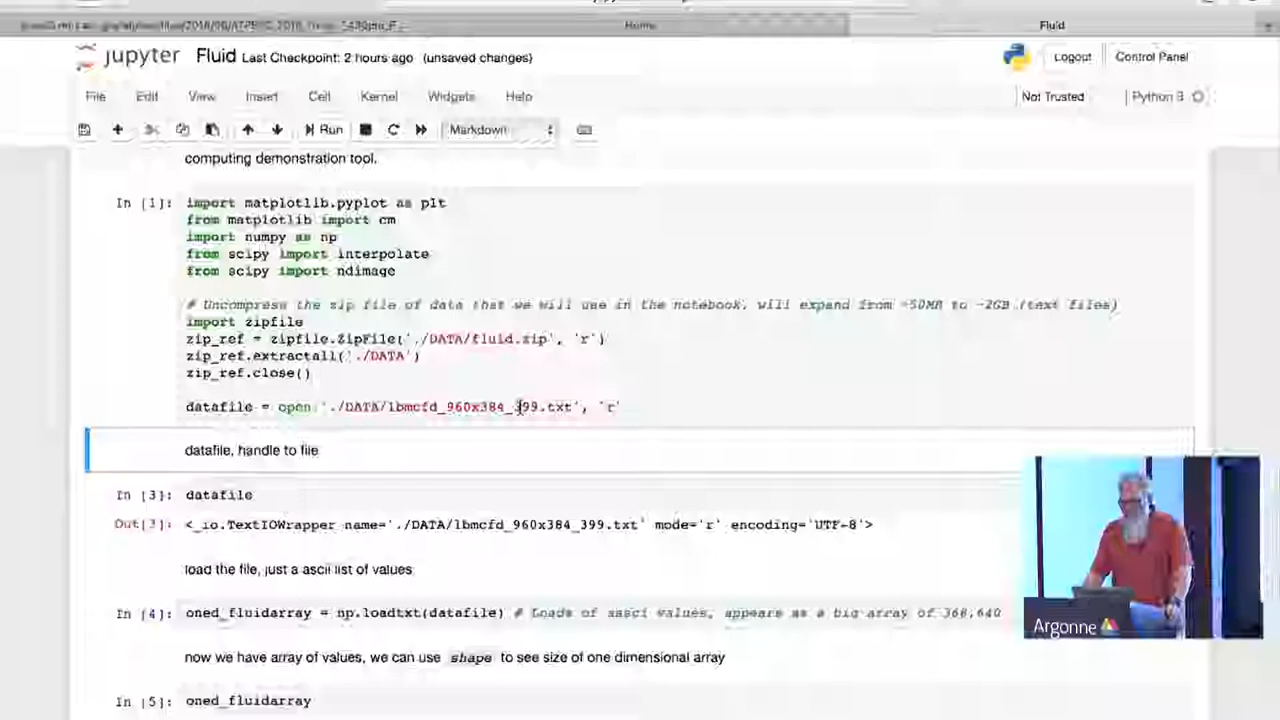 Home
Fluid
jupyter Fluid Last Checkpoint: 2 hours ago (unsaved changes)
Logout
Control Panel
File Edit View Insert Cell Kernel Widgets Help
Not Trusted
Python 3
Run
Markdown
computing demonstration tool.
In [1]: import matplotlib.pyplot as plt
from matplotlib import cm
import numpy as np
from scipy import interpolate
from scipy import ndimage
# Uncompress the zip file of data that we will use in the notebook, will expand from ~50MB to ~2GB (text files)
import zipfile
zip_ref = zipfile.ZipFile('./DATA/fluid.zip', 'r')
zip_ref.extractall('./DATA')
zip_ref.close()
datafile = open('./DATA/lbmcfd_960x384_399.txt', 'r')
datafile, handle to file
In [3]: datafile
Out[3]: <_io.TextIOWrapper name='./DATA/lbmcfd_960x384_399.txt' mode='r' encoding='UTF-8'>
load the file, just a ascii list of values
In [4]: oned_fluidarray = np.loadtxt(datafile) # Loads of aasci values, appears as a big array of 368,640
now we have array of values, we can use shape to see size of one dimensional array
In [5]: oned_fluidarray
Argonne